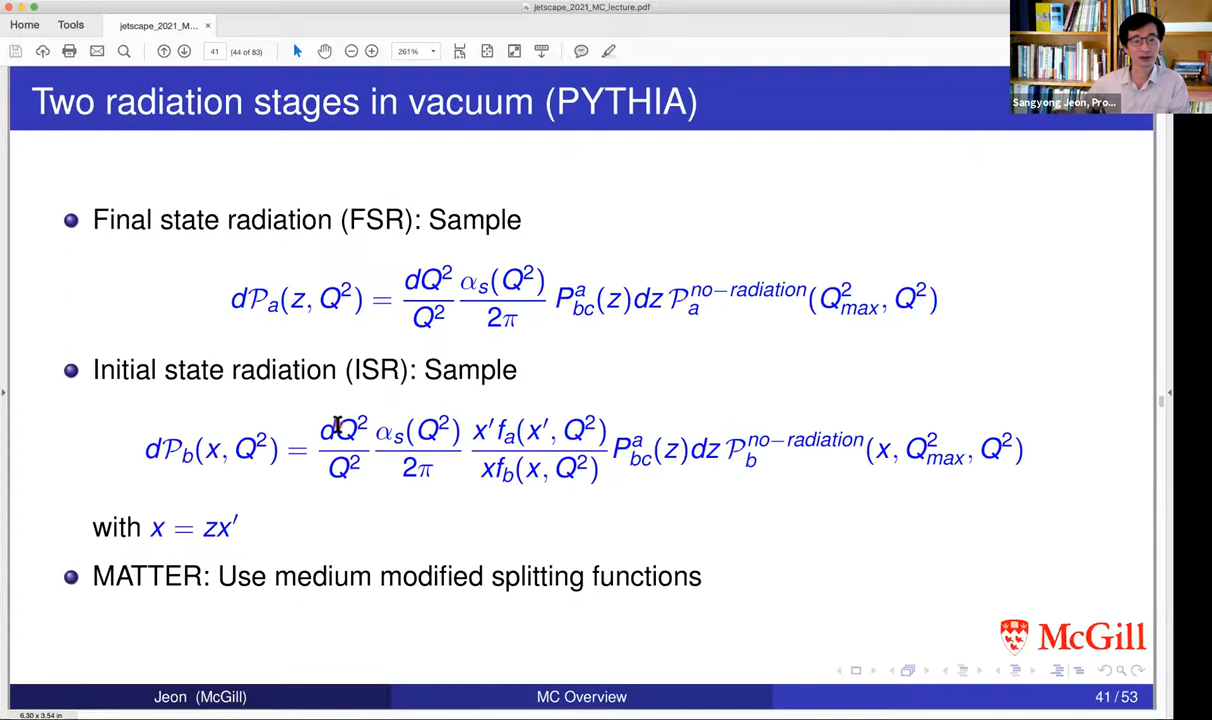 jetscape_2021_MC_lecture.pdf
Home Tools jetscape_2021_M... ×
41 (44 of 83) 261%
Two radiation stages in vacuum (PYTHIA)
Sangyong Jeon, Pro...
Final state radiation (FSR): Sample
d𝒫_a(z, Q²) = dQ²/Q² α_s(Q²)/2π P^a_bc(z)dz 𝒫_a^no−radiation(Q²_max, Q²)
Initial state radiation (ISR): Sample
d𝒫_b(x, Q²) = dQ²/Q² α_s(Q²)/2π x′f_a(x′, Q²)/xf_b(x, Q²) P^a_bc(z)dz 𝒫_b^no−radiation(x, Q²_max, Q²)
with x = zx′
MATTER: Use medium modified splitting functions
McGill
Jeon (McGill) MC Overview 41 / 53
6.30 x 3.54 in